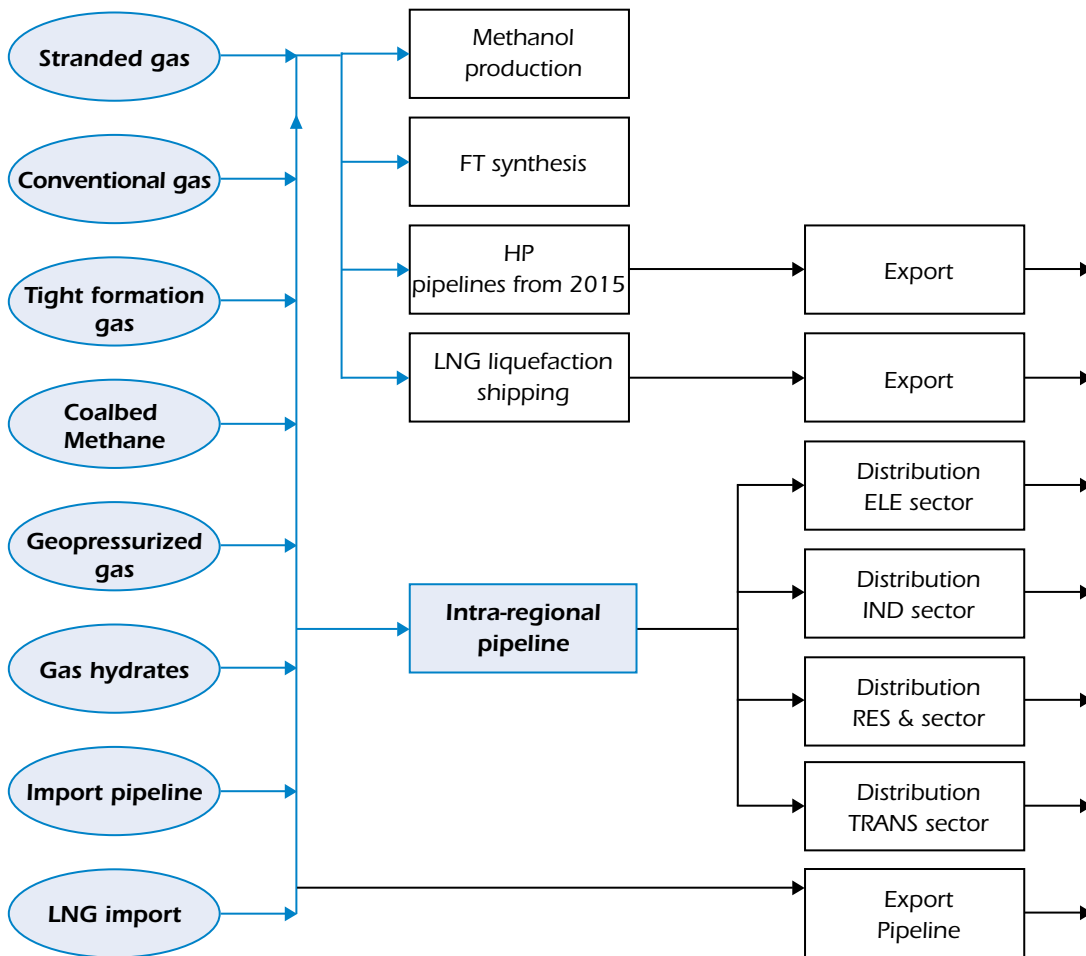 Stranded gas
Conventional gas
Tight formation
gas
Coalbed
Methane
Geopressurized
gas
Gas hydrates
Import pipeline
LNG import
Methanol
production
FT synthesis
HP
pipelines from 2015
LNG liquefaction
shipping
Intra-regional
pipeline
Export
Export
Distribution
ELE sector
Distribution
IND sector
Distribution
RES & sector
Distribution
TRANS sector
Export
Pipeline